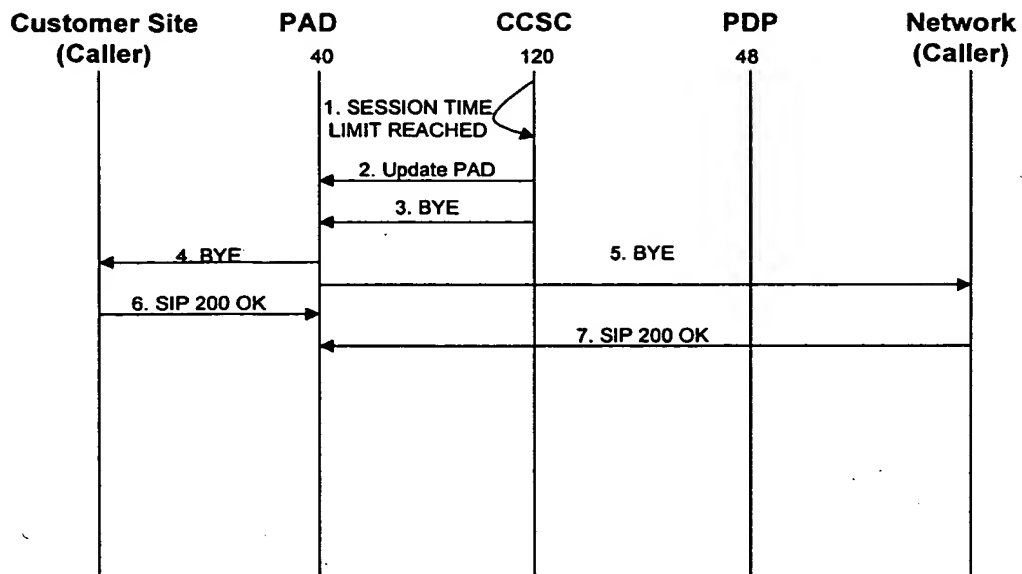 Customer Site PAD CCSC PDP Network
(Caller) 40 120 48 (Caller)
1. SESSION TIME
LIMIT REACHED
2. Update PAD
3. BYE
4. BYE 5. BYE
6. SIP 200 OK
7. SIP 200 OK